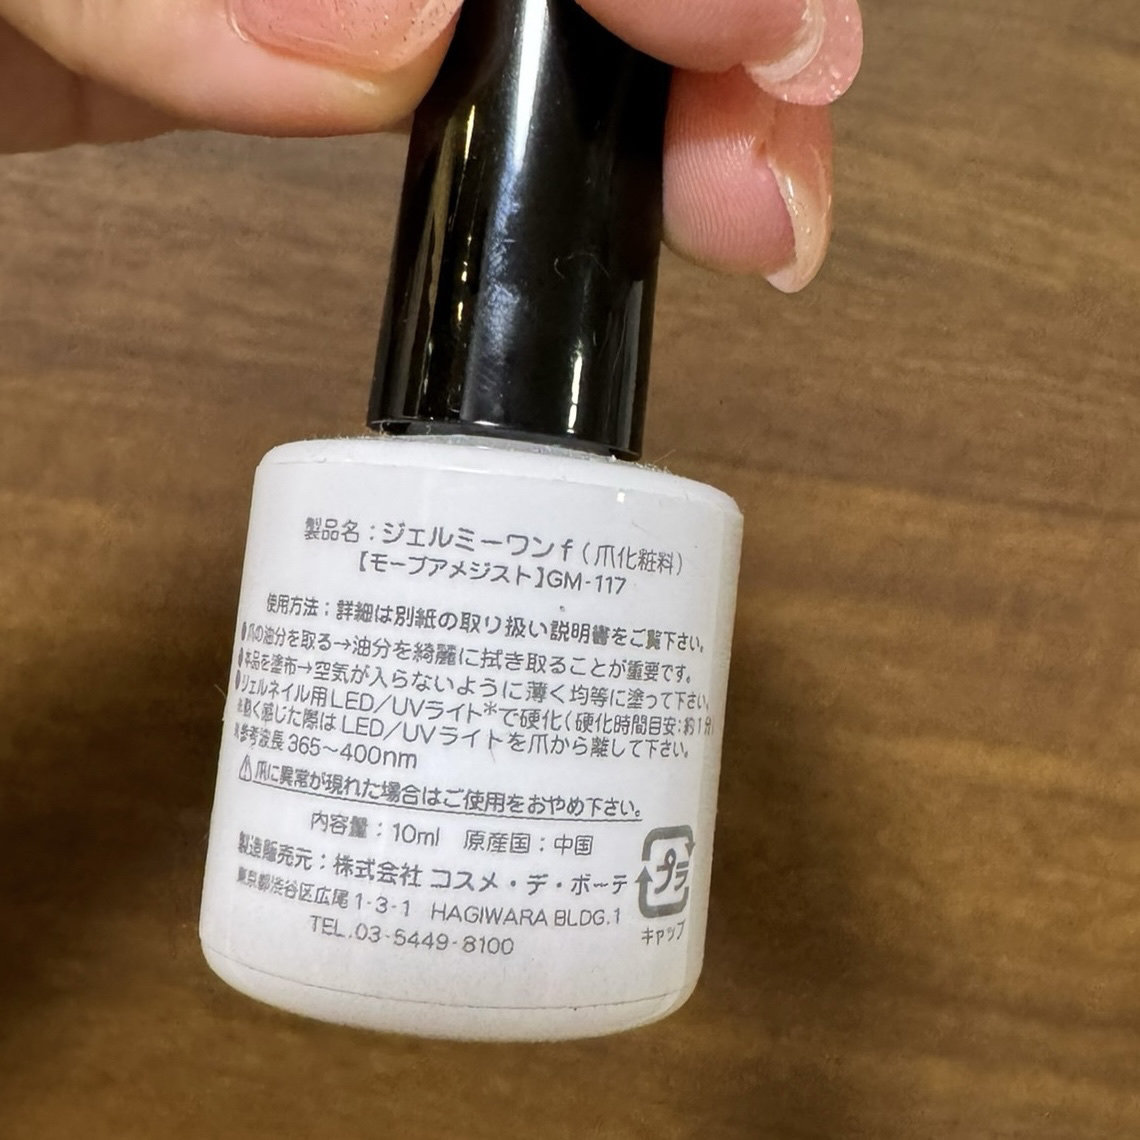 製品名：ジェルミーワンf（爪化粧料）
【モーブアメジスト】GM-117
使用方法：詳細は別紙の取り扱い説明書をご覧下さい。
●爪の油分を取る→油分を綺麗に拭き取ることが重要です。
●本品を塗布→空気が入らないように薄く均等に塗って下さい。
●ジェルネイル用LED/UVライト*で硬化（硬化時間目安：約1分）
※熱く感じた際はLED/UVライトを爪から離して下さい。
※参考波長 365〜400nm
⚠爪に異常が現れた場合はご使用をおやめ下さい。
内容量：10ml 原産国：中国
製造販売元：株式会社 コスメ・デ・ボーテ
東京都渋谷区広尾1-3-1 HAGIWARA BLDG.1
TEL.03-5449-8100
プラ
キャップ